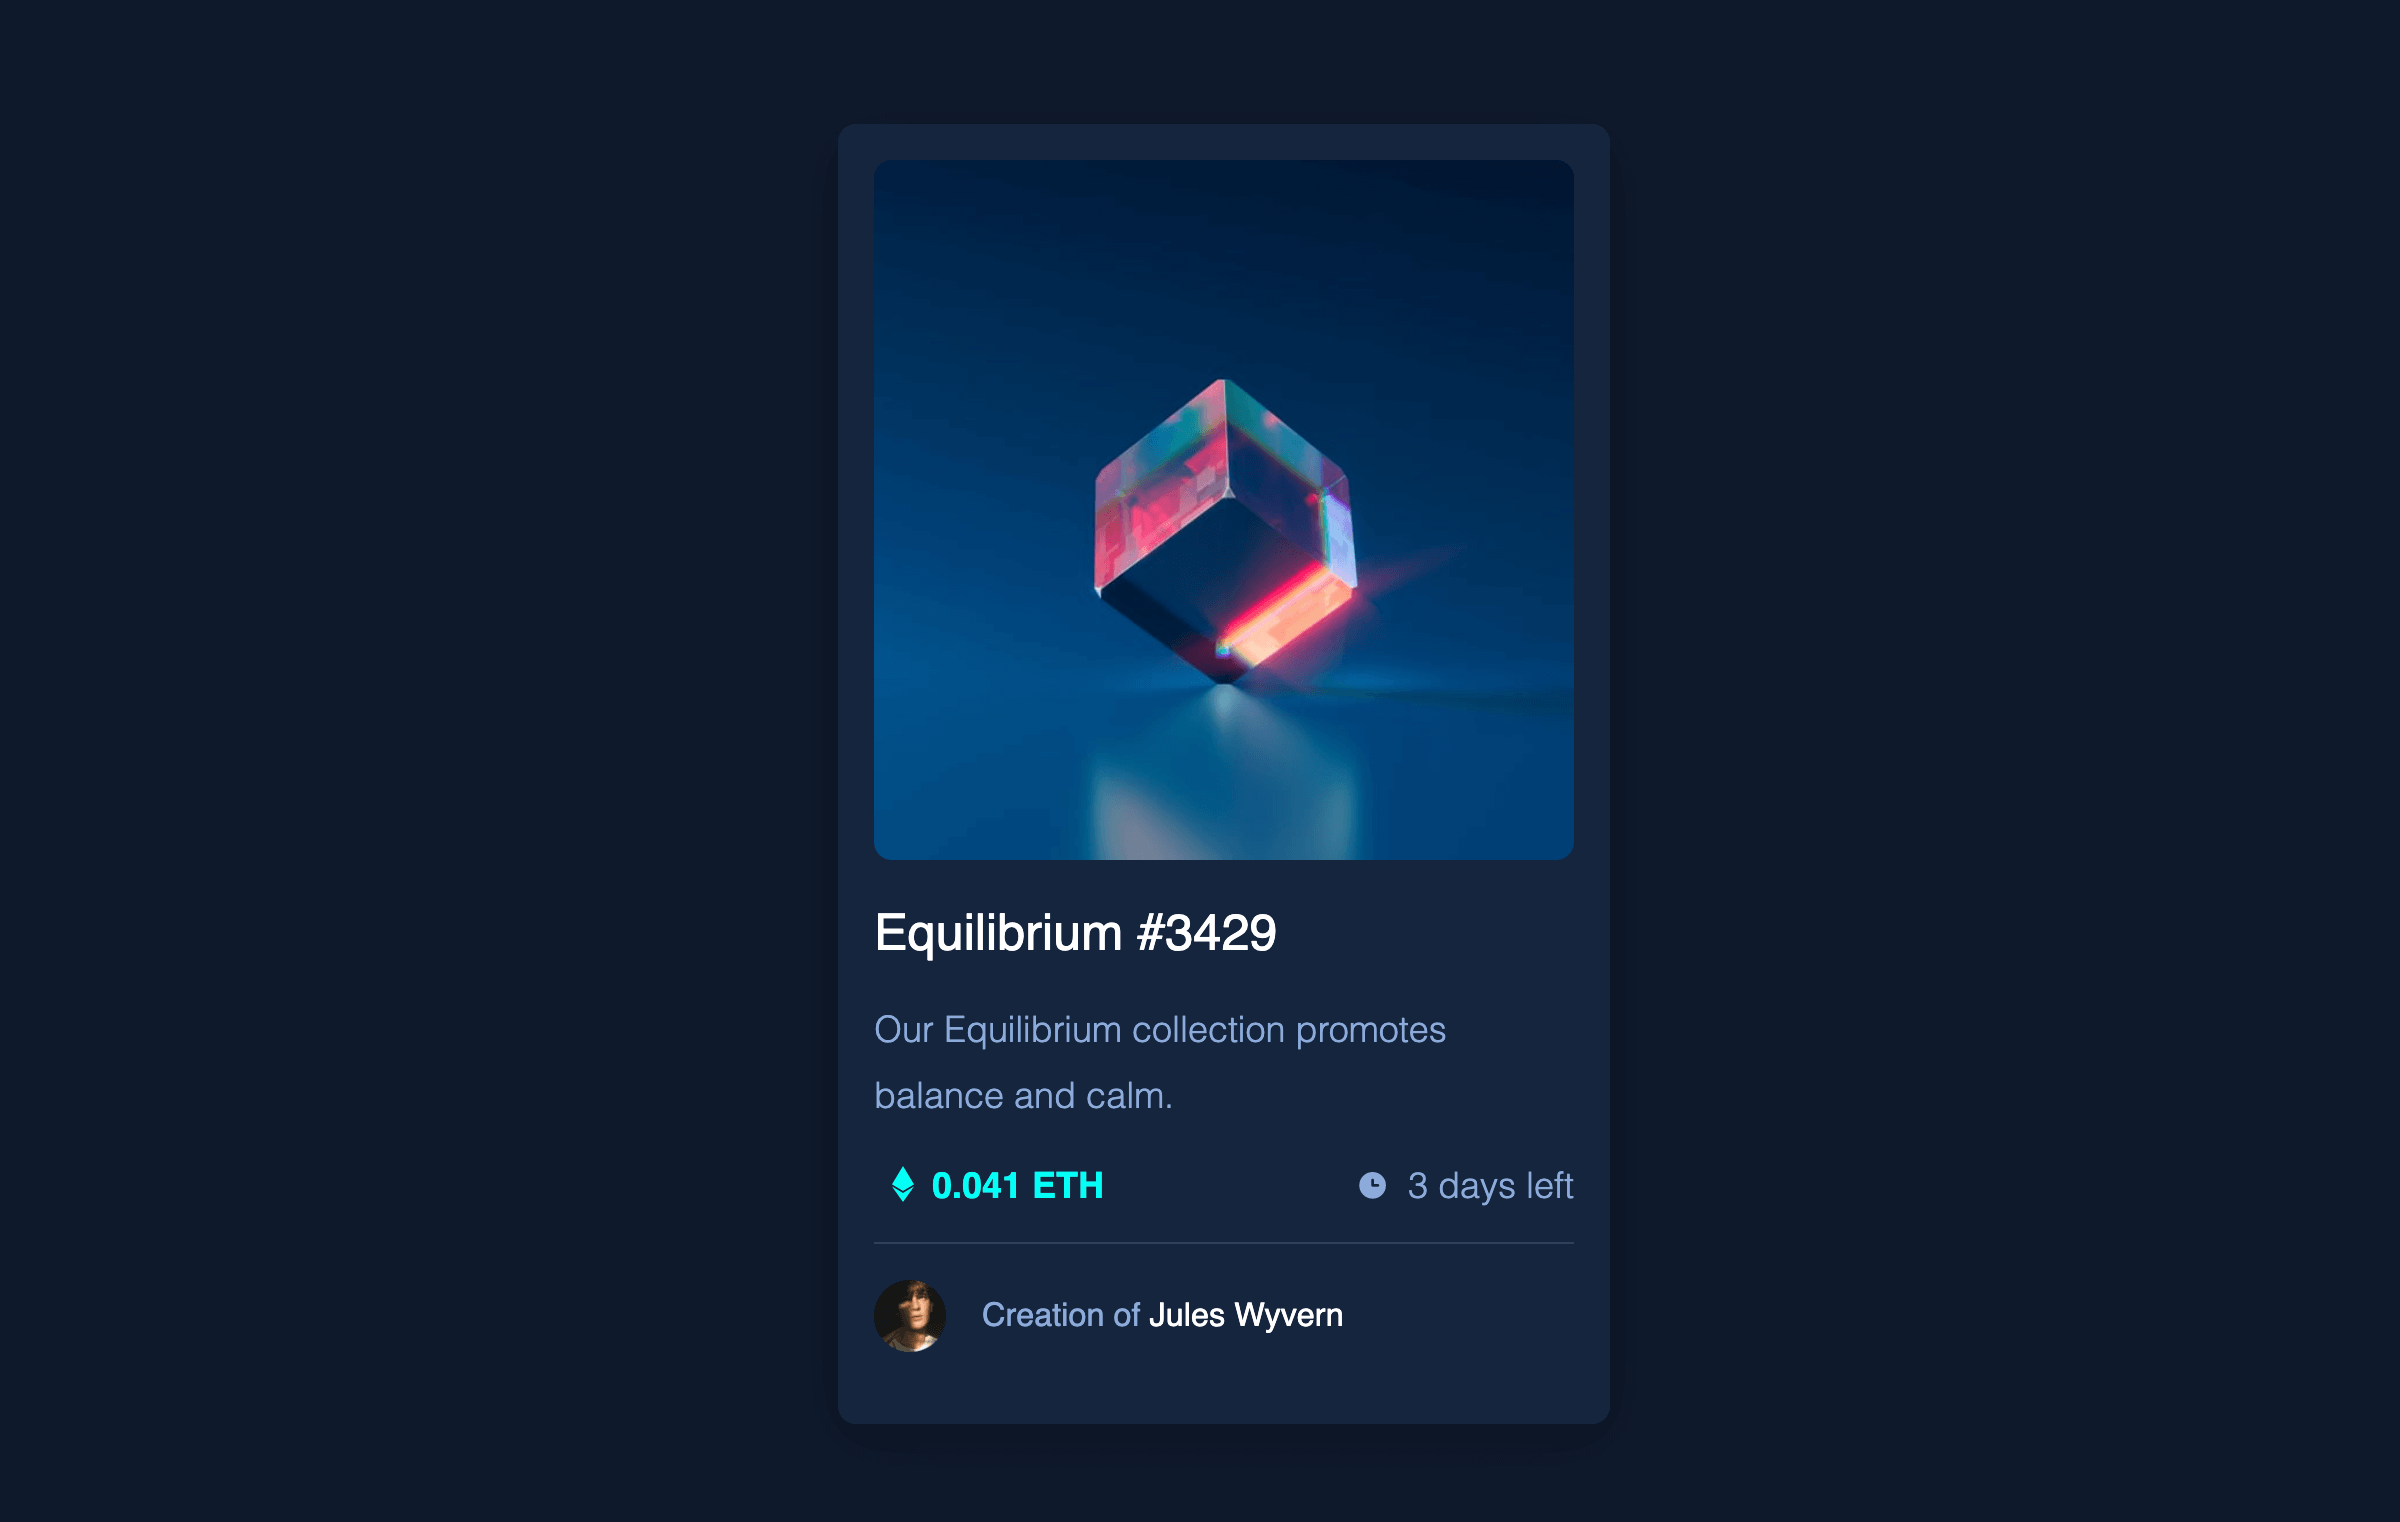 Equilibrium #3429
Our Equilibrium collection promotes
balance and calm.
0.041 ETH 3 days left
Creation of Jules Wyvern